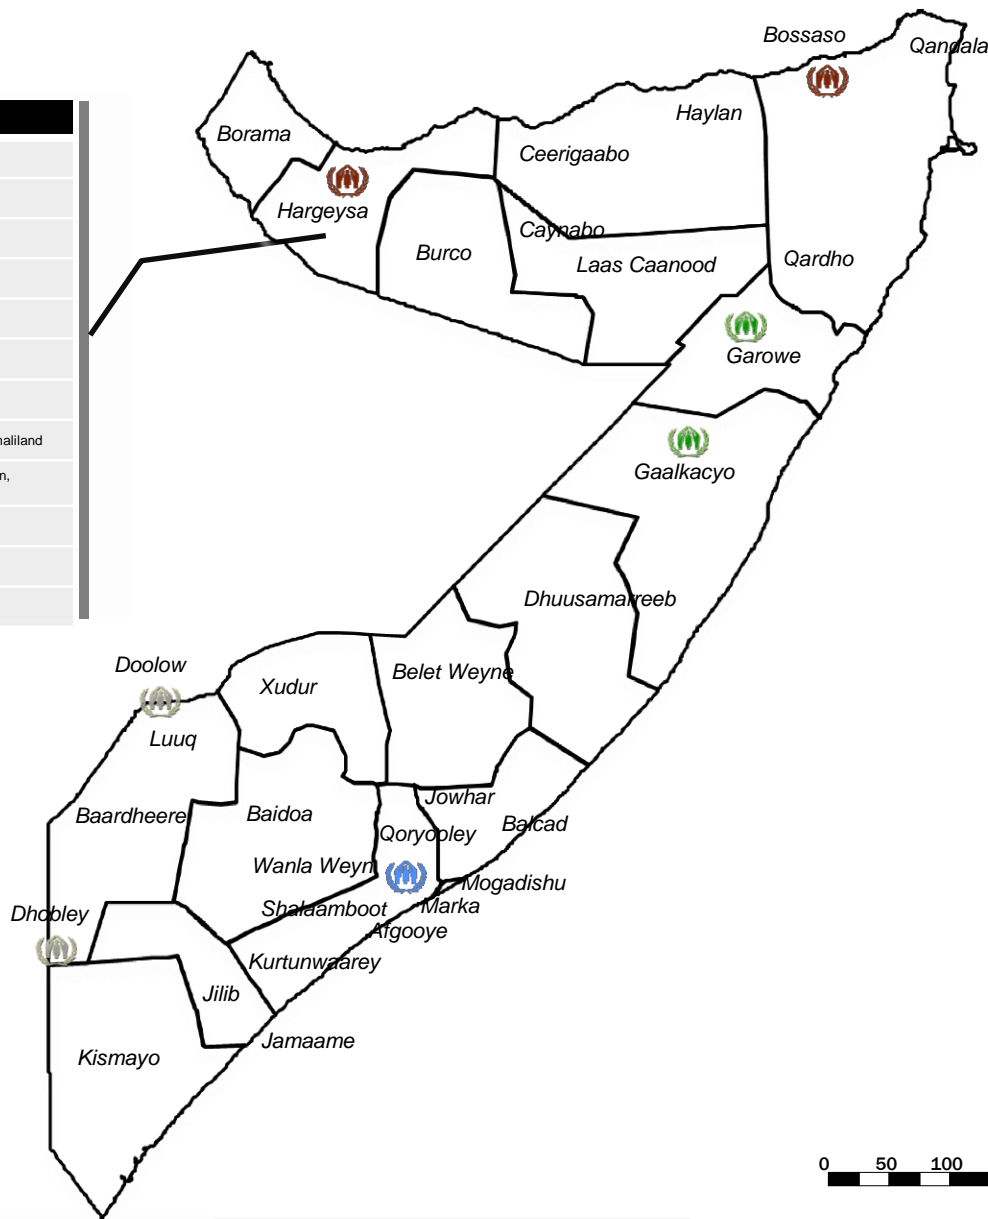 Bossaso
Qandala
Haylan
Borama
Ceerigaabo
Hargeysa
Caynabo
Burco
Laas Caanood
Qardho
Garowe
maliland
n,
Gaalkacyo
Dhuusamarreeb
Doolow
Xudur
Belet Weyne
Luuq
Baardheere
Baidoa
Jowhar
Balcad
Qoryooley
Wanla Weyn
Mogadishu
Shalaamboot
Marka
Dhobley
Afgooye
Kurtunwaarey
Jilib
Jamaame
Kismayo
0 50 100